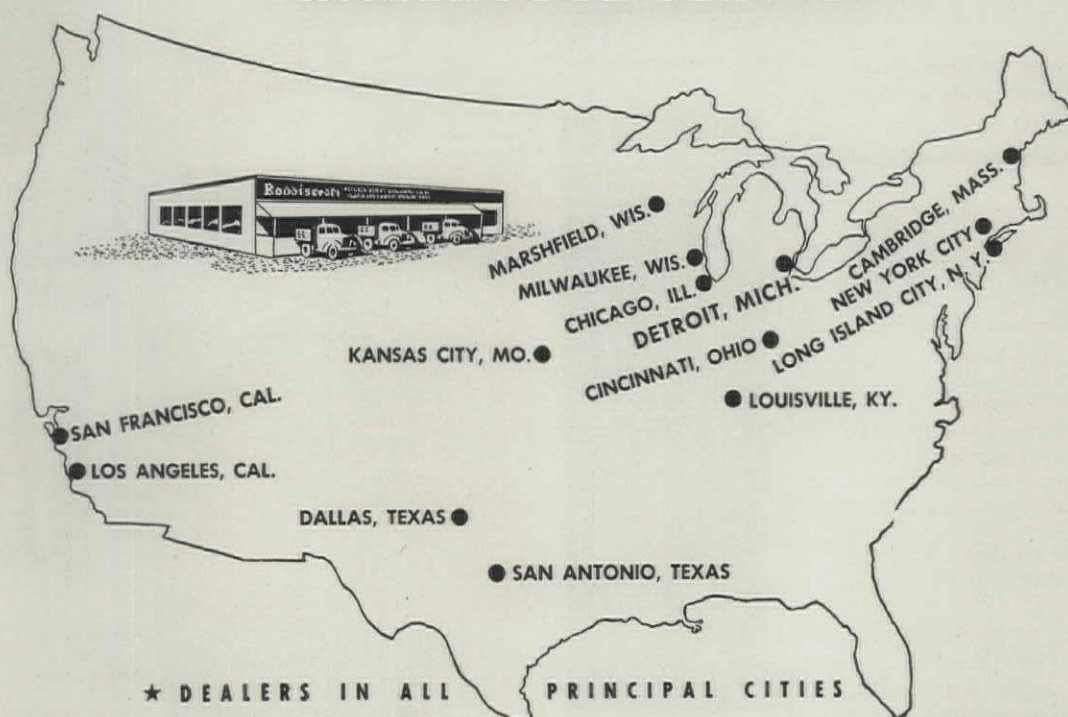 Roddiscraft
MARSHFIELD, WIS.
MILWAUKEE, WIS.
CHICAGO, ILL.
DETROIT, MICH.
CAMBRIDGE, MASS.
NEW YORK CITY
LONG ISLAND CITY, N. Y.
KANSAS CITY, MO.
CINCINNATI, OHIO
LOUISVILLE, KY.
SAN FRANCISCO, CAL.
LOS ANGELES, CAL.
DALLAS, TEXAS
SAN ANTONIO, TEXAS
★ DEALERS IN ALL PRINCIPAL CITIES